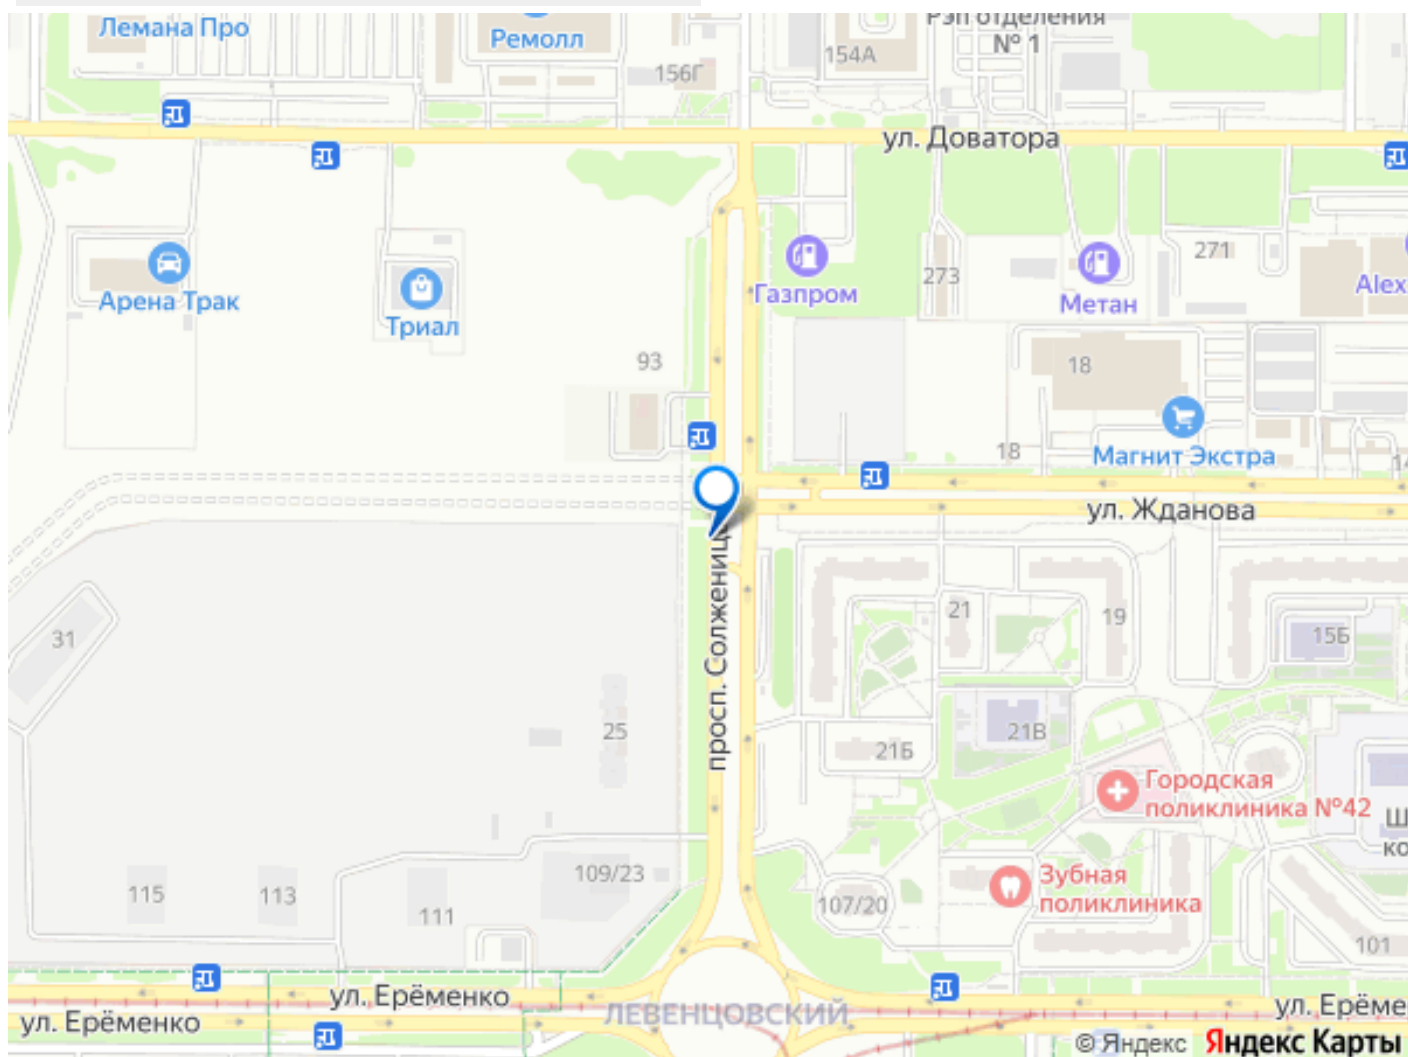 Лемана Про
Ремолл
156Г
154А
Рэп отделения
№ 1
ул. Доватора
Арена Трак
Триал
Газпром
273
Метан
271
Alex
93
18
18
Магнит Экстра
14
ул. Жданова
просп. Солжениц
31
25
21
19
15Б
21Б
21В
Городская
поликлиника №42
Ш
ко
115
113
111
109/23
107/20
Зубная
поликлиника
101
ул. Ерёменко
ул. Ерёменко
ЛЕВЕНЦОВСКИЙ
ул. Ерёме
© Яндекс Яндекс Карты